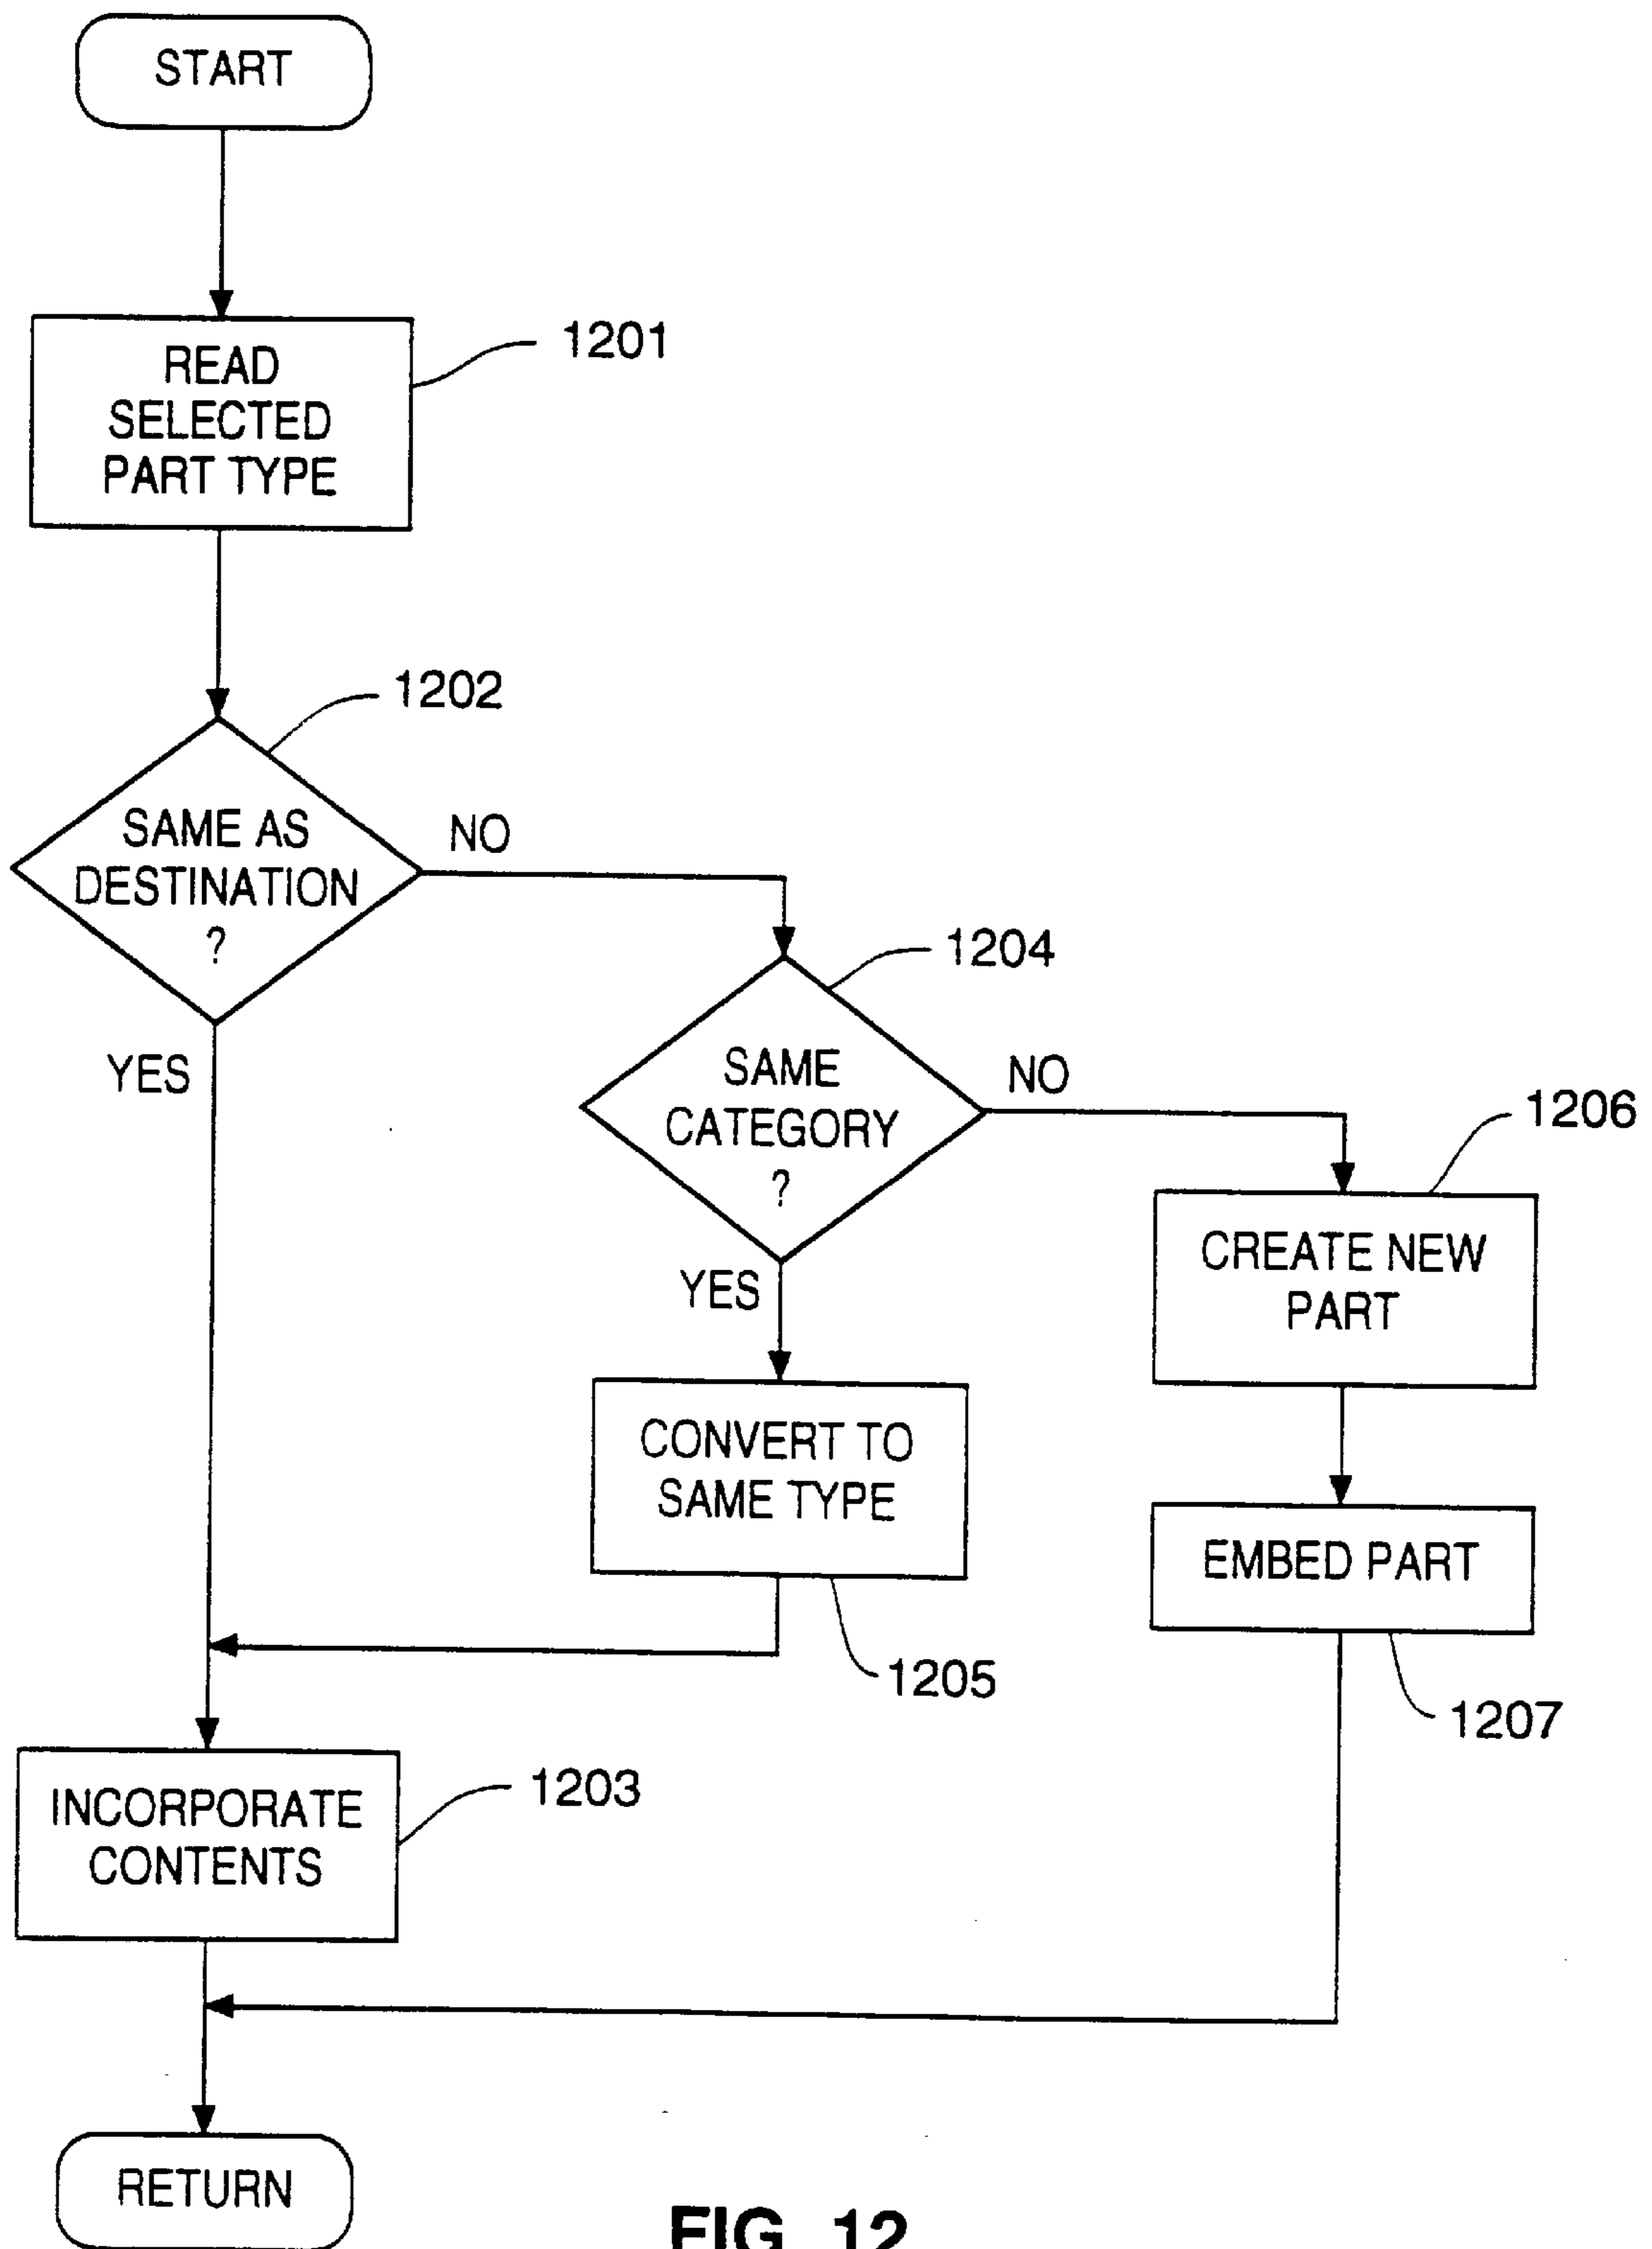 START
READ
SELECTED
PART TYPE
1201
SAME AS
DESTINATION
?
1202
NO
YES
SAME
CATEGORY
?
1204
NO
YES
CREATE NEW
PART
1206
CONVERT TO
SAME TYPE
1205
EMBED PART
1207
INCORPORATE
CONTENTS
1203
RETURN
FIG. 12